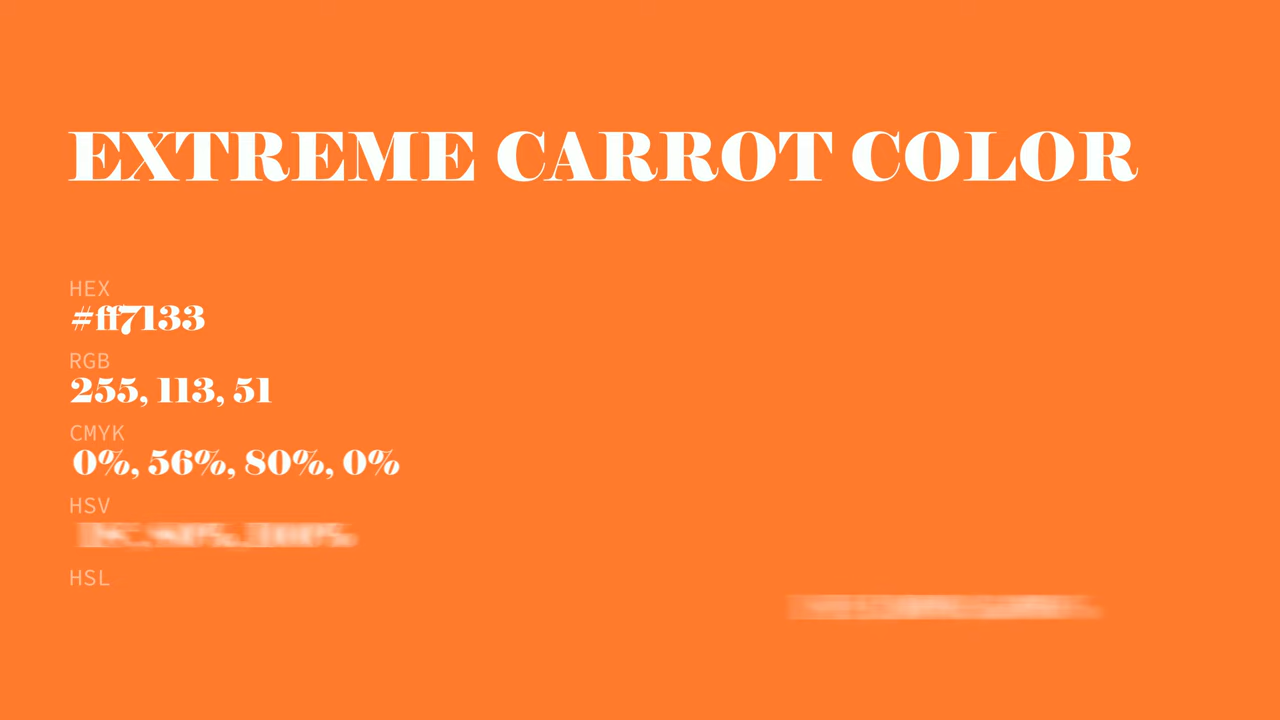 EXTREME CARROT COLOR
HEX
#ff7133
RGB
255, 113, 51
CMYK
0%, 56%, 80%, 0%
HSV
HSL